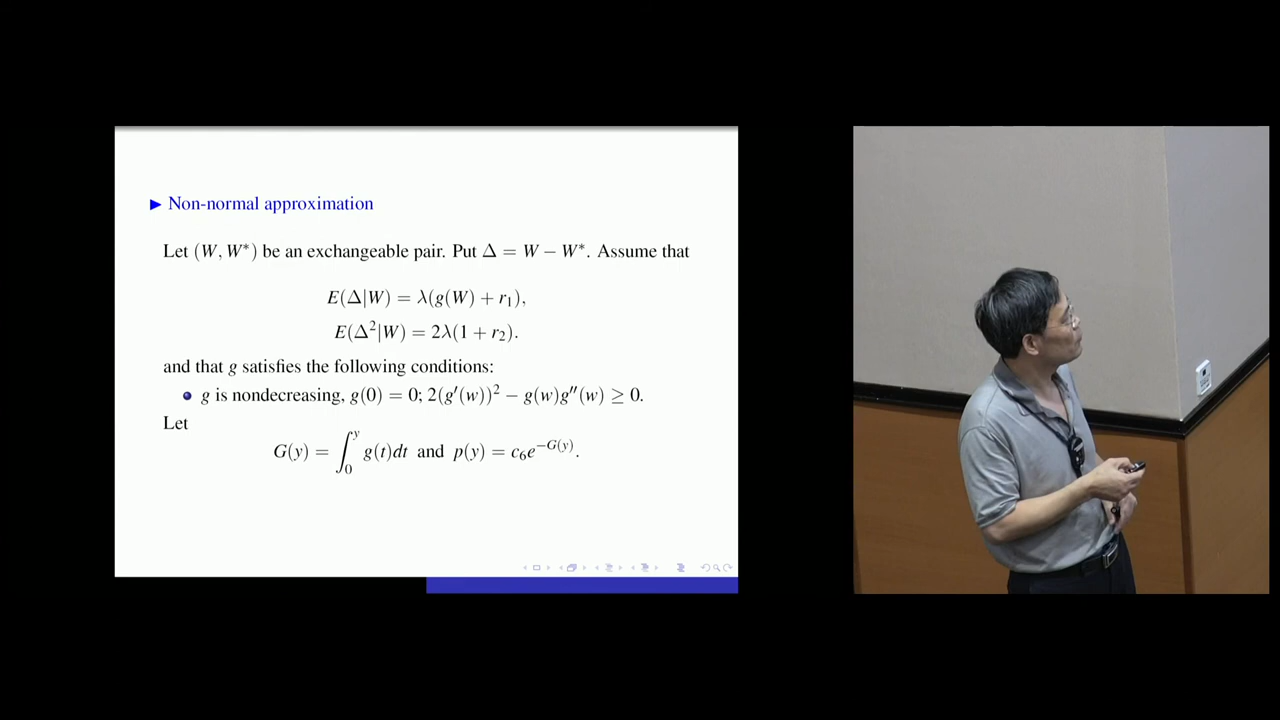 ▶ Non-normal approximation
Let (W, W*) be an exchangeable pair. Put Δ = W − W*. Assume that
E(Δ|W) = λ(g(W) + r₁),
E(Δ²|W) = 2λ(1 + r₂).
and that g satisfies the following conditions:
• g is nondecreasing, g(0) = 0; 2(g′(w))² − g(w)g″(w) ≥ 0.
Let
G(y) = ∫₀ʸ g(t)dt and p(y) = c₆e^{−G(y)}.